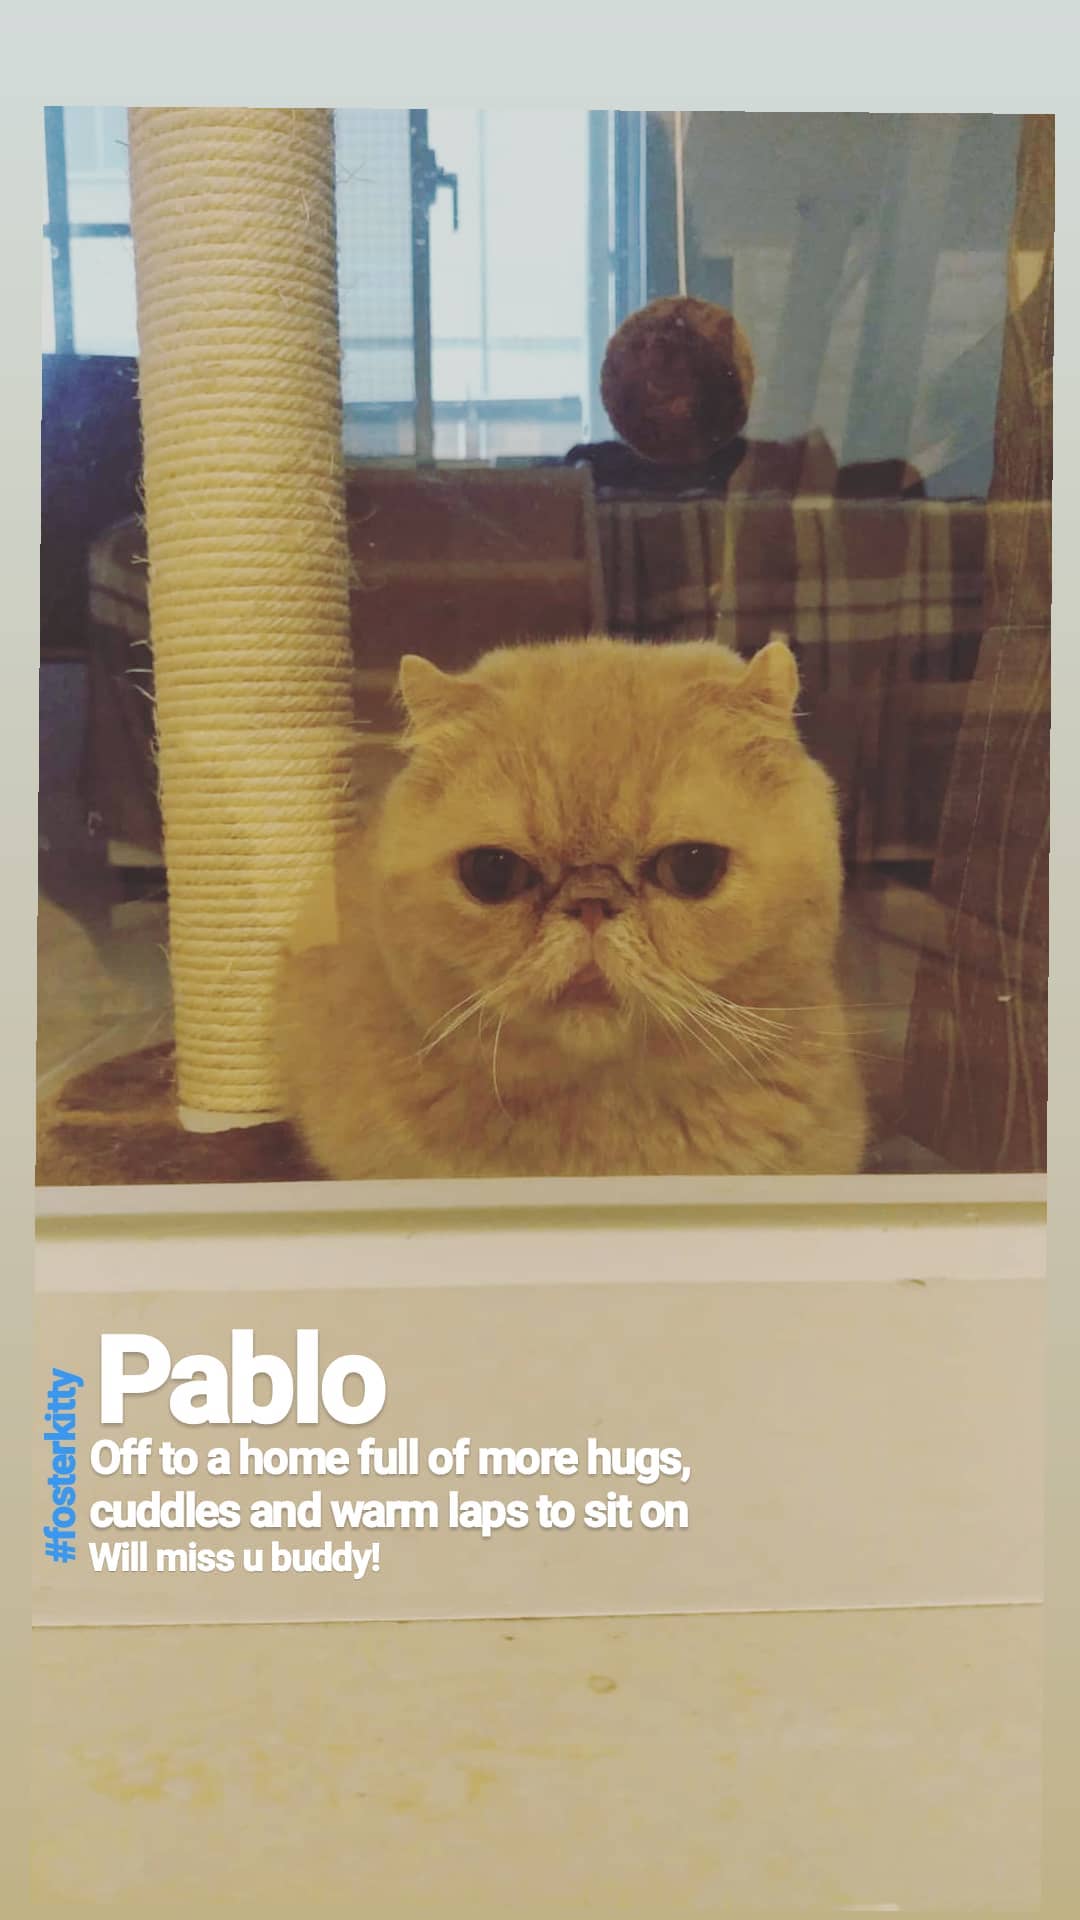 Pablo
#fosterkitty
Off to a home full of more hugs,
cuddles and warm laps to sit on
Will miss u buddy!